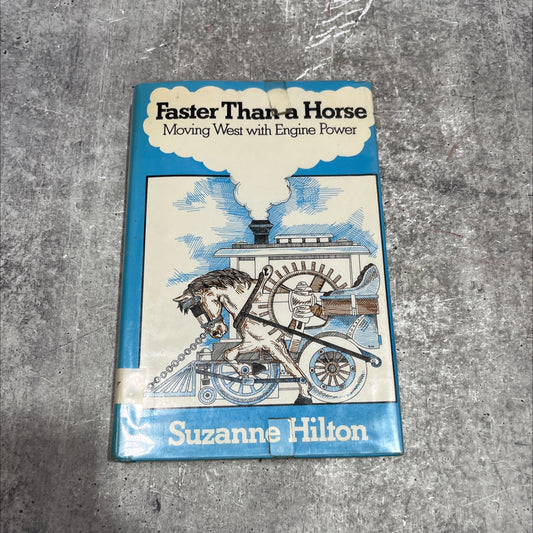 Faster Than a Horse
Moving West with Engine Power
Suzanne Hilton